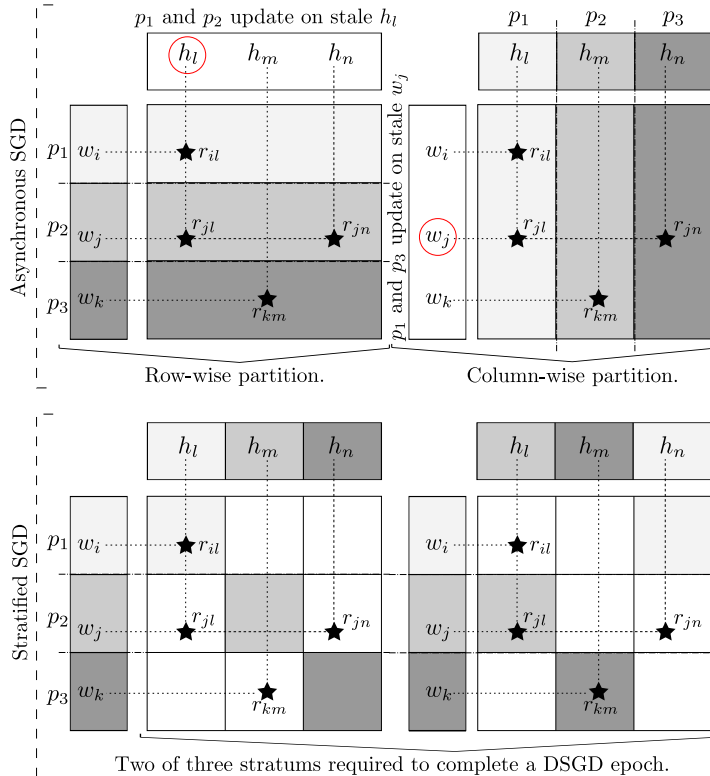 p₁ and p₂ update on stale hₗ
hₗ hₘ hₙ
Asynchronous SGD
p₁ wᵢ rᵢₗ
p₂ wⱼ rⱼₗ rⱼₙ
p₃ wₖ rₖₘ
Row-wise partition.
p₁ and p₃ update on stale wⱼ
p₁ p₂ p₃
hₗ hₘ hₙ
wᵢ rᵢₗ
wⱼ rⱼₗ rⱼₙ
wₖ rₖₘ
Column-wise partition.
Stratified SGD
hₗ hₘ hₙ
p₁ wᵢ rᵢₗ
p₂ wⱼ rⱼₗ rⱼₙ
p₃ wₖ rₖₘ
hₗ hₘ hₙ
wᵢ rᵢₗ
wⱼ rⱼₗ rⱼₙ
wₖ rₖₘ
Two of three stratums required to complete a DSGD epoch.